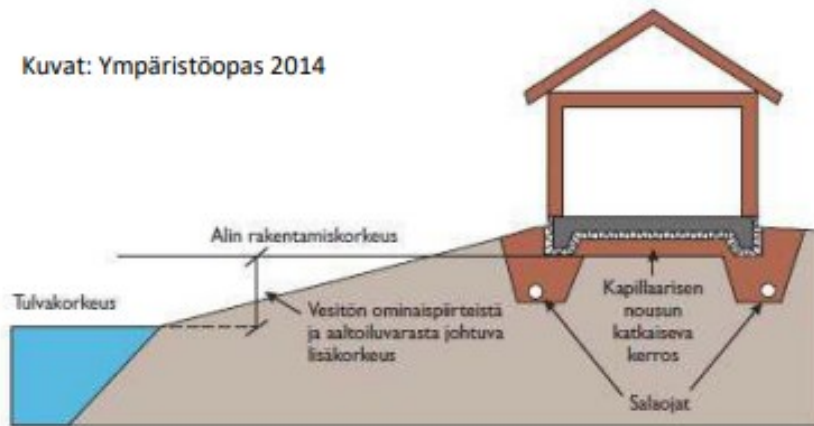 Kuvat: Ympäristöopas 2014
Alin rakentamiskorkeus
Tulvakorkeus
Vesitön ominaispiirteistä
ja aaltoiluvarasta johtuva
lisäkorkeus
Kapillaarisen
nousun
katkaiseva
kerros
Salaojat